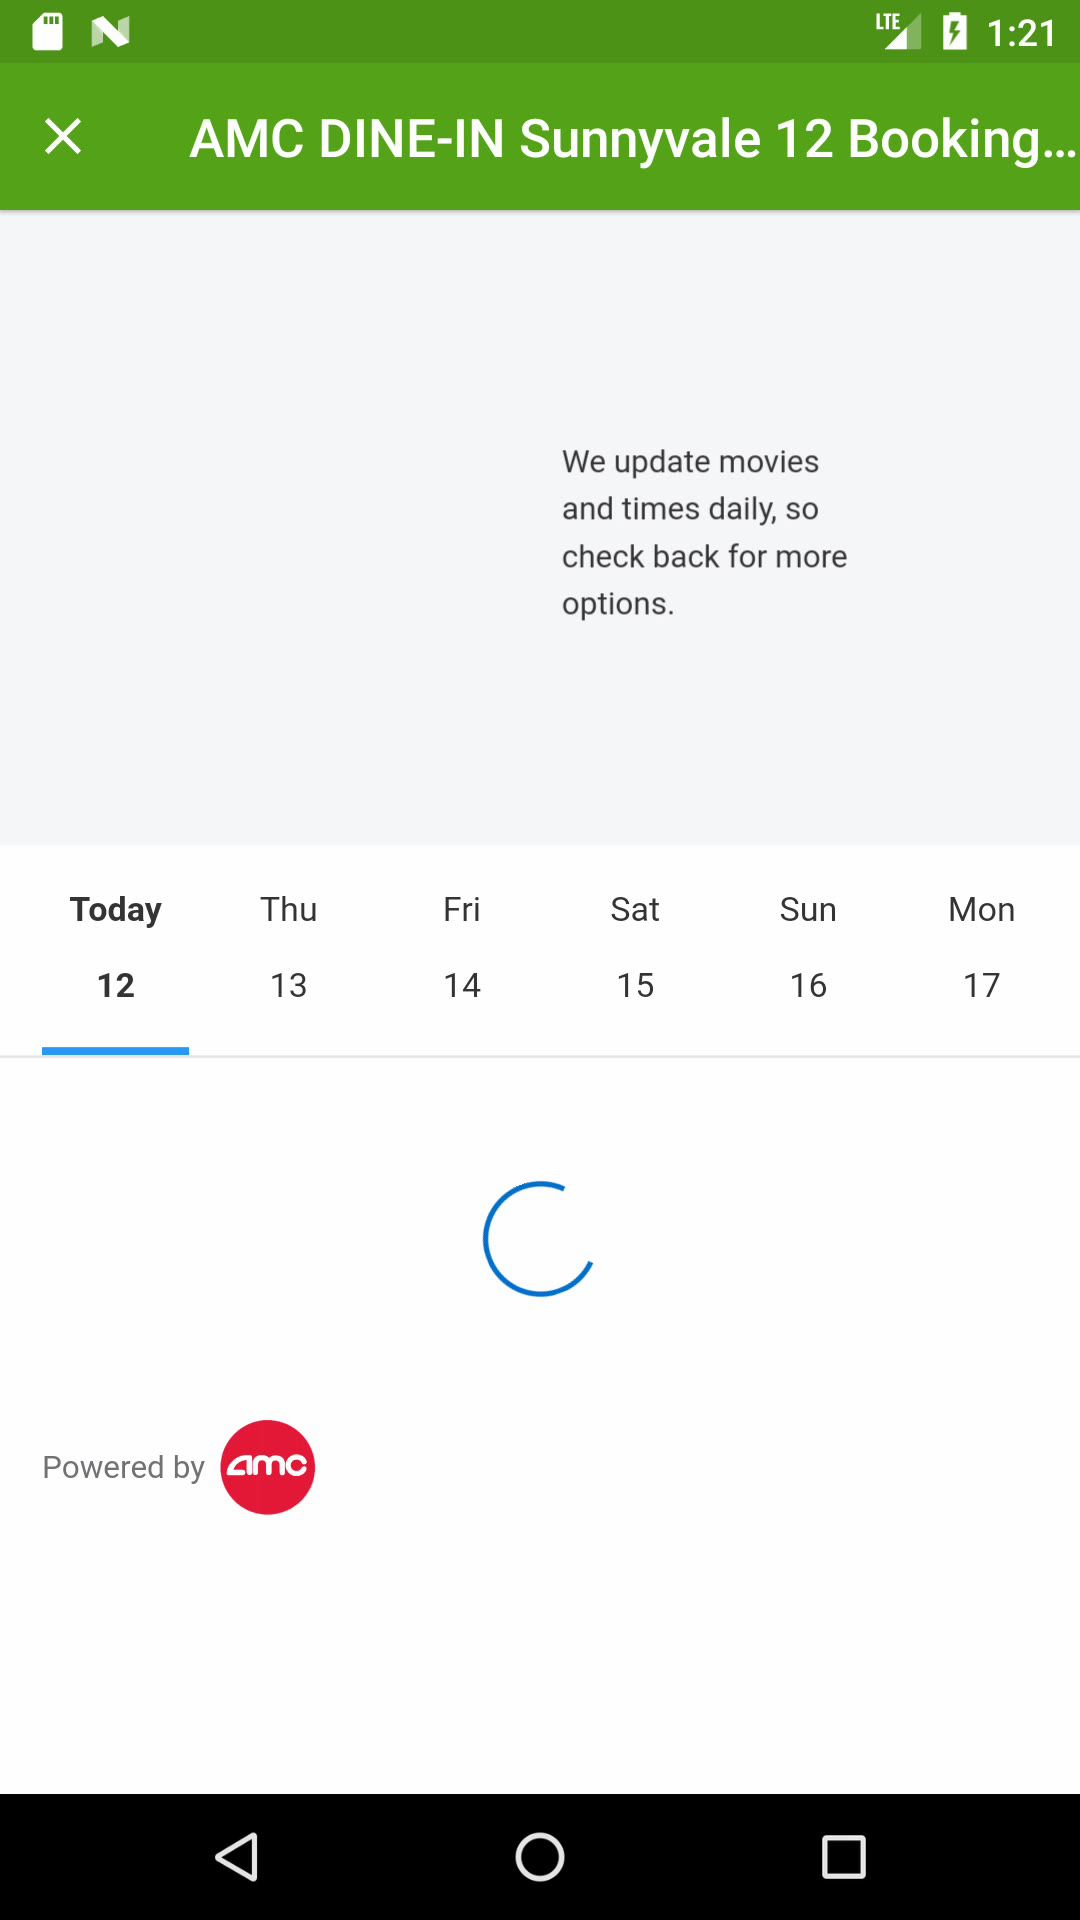 LTE 1:21
AMC DINE-IN Sunnyvale 12 Booking...
We update movies
and times daily, so
check back for more
options.
Today Thu Fri Sat Sun Mon
12 13 14 15 16 17
Powered by amc